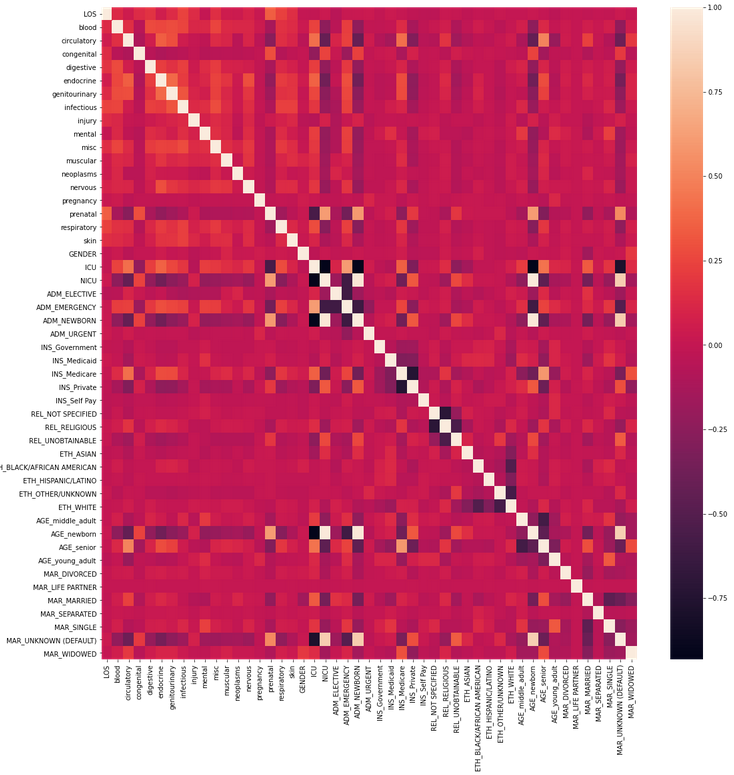 LOS
blood
circulatory
congenital
digestive
endocrine
genitourinary
infectious
injury
mental
misc
muscular
neoplasms
nervous
pregnancy
prenatal
respiratory
skin
GENDER
ICU
NICU
ADM_ELECTIVE
ADM_EMERGENCY
ADM_NEWBORN
ADM_URGENT
INS_Government
INS_Medicaid
INS_Medicare
INS_Private
INS_Self Pay
REL_NOT SPECIFIED
REL_RELIGIOUS
REL_UNOBTAINABLE
ETH_ASIAN
H_BLACK/AFRICAN AMERICAN
ETH_HISPANIC/LATINO
ETH_OTHER/UNKNOWN
ETH_WHITE
AGE_middle_adult
AGE_newborn
AGE_senior
AGE_young_adult
MAR_DIVORCED
MAR_LIFE PARTNER
MAR_MARRIED
MAR_SEPARATED
MAR_SINGLE
MAR_UNKNOWN (DEFAULT)
MAR_WIDOWED
LOS
blood
circulatory
congenital
digestive
endocrine
genitourinary
infectious
injury
mental
misc
muscular
neoplasms
nervous
pregnancy
prenatal
respiratory
skin
GENDER
ICU
NICU
ADM_ELECTIVE
ADM_EMERGENCY
ADM_NEWBORN
ADM_URGENT
INS_Government
INS_Medicaid
INS_Medicare
INS_Private
INS_Self Pay
REL_NOT SPECIFIED
REL_RELIGIOUS
REL_UNOBTAINABLE
ETH_ASIAN
ETH_BLACK/AFRICAN AMERICAN
ETH_HISPANIC/LATINO
ETH_OTHER/UNKNOWN
ETH_WHITE
AGE_middle_adult
AGE_newborn
AGE_senior
AGE_young_adult
MAR_DIVORCED
MAR_LIFE PARTNER
MAR_MARRIED
MAR_SEPARATED
MAR_SINGLE
MAR_UNKNOWN (DEFAULT)
MAR_WIDOWED
1.00
0.75
0.50
0.25
0.00
−0.25
−0.50
−0.75